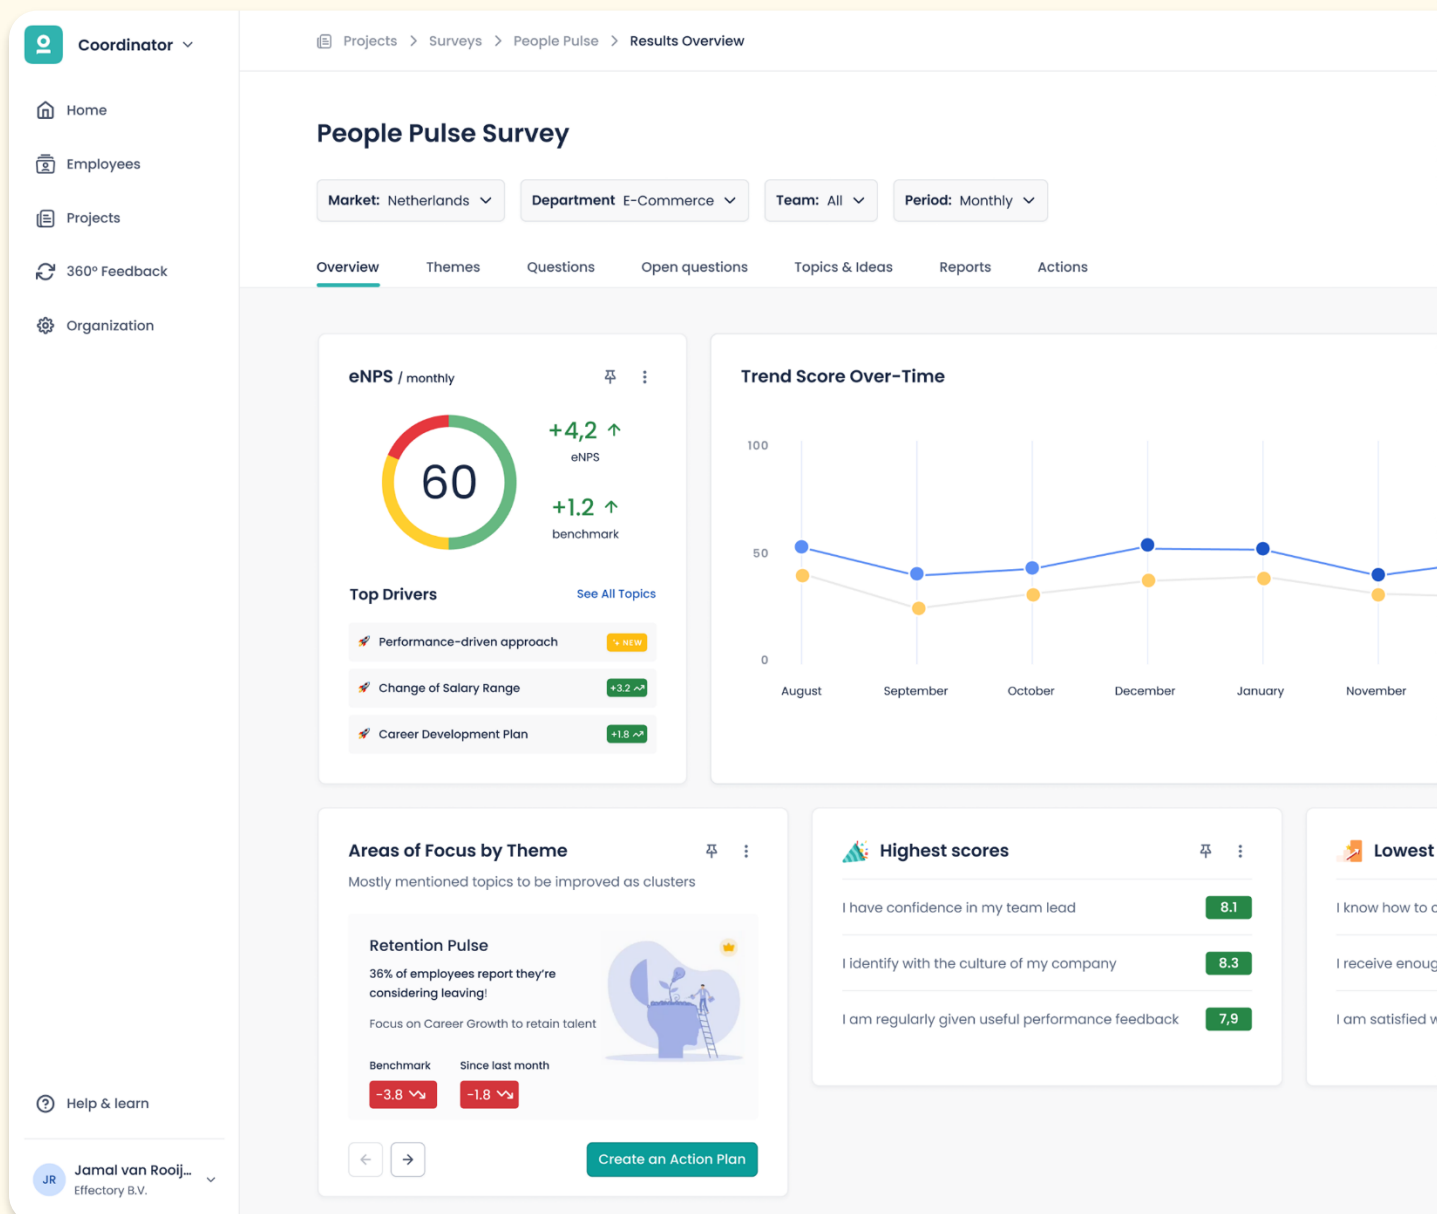 Coordinator
Home
Employees
Projects
360° Feedback
Organization
Help & learn
JR
Jamal van Rooij...
Effectory B.V.
Projects > Surveys > People Pulse > Results Overview
People Pulse Survey
Market: Netherlands
Department E-Commerce
Team: All
Period: Monthly
Overview Themes Questions Open questions Topics & Ideas Reports Actions
eNPS / monthly
60
+4,2
eNPS
+1.2
benchmark
Top Drivers See All Topics
Performance-driven approach NEW
Change of Salary Range +3.2
Career Development Plan +1.8
Trend Score Over-Time
100
50
0
August September October December January November
Areas of Focus by Theme
Mostly mentioned topics to be improved as clusters
Retention Pulse
36% of employees report they're
considering leaving!
Focus on Career Growth to retain talent
Benchmark Since last month
-3.8 -1.8
Create an Action Plan
Highest scores
I have confidence in my team lead 8.1
I identify with the culture of my company 8.3
I am regularly given useful performance feedback 7,9
Lowest
I know how to
I receive
I am satisfied